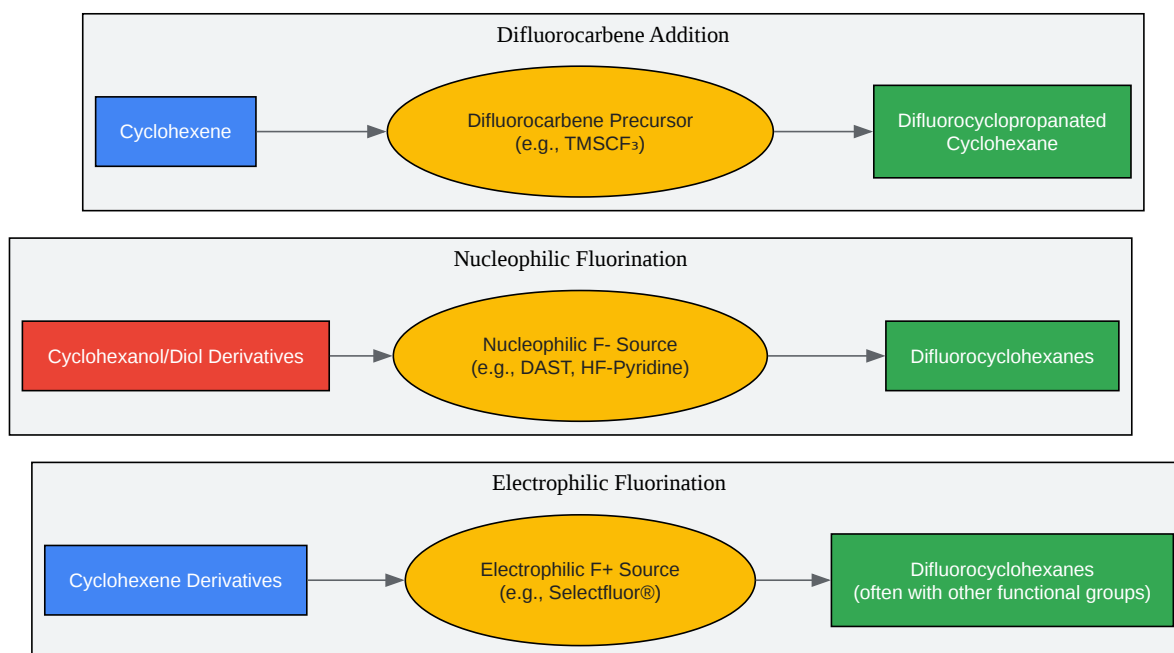 Difluorocarbene Addition
Cyclohexene
Difluorocarbene Precursor
(e.g., TMSCF₃)
Difluorocyclopropanated
Cyclohexane
Nucleophilic Fluorination
Cyclohexanol/Diol Derivatives
Nucleophilic F- Source
(e.g., DAST, HF-Pyridine)
Difluorocyclohexanes
Electrophilic Fluorination
Cyclohexene Derivatives
Electrophilic F+ Source
(e.g., Selectfluor®)
Difluorocyclohexanes
(often with other functional groups)